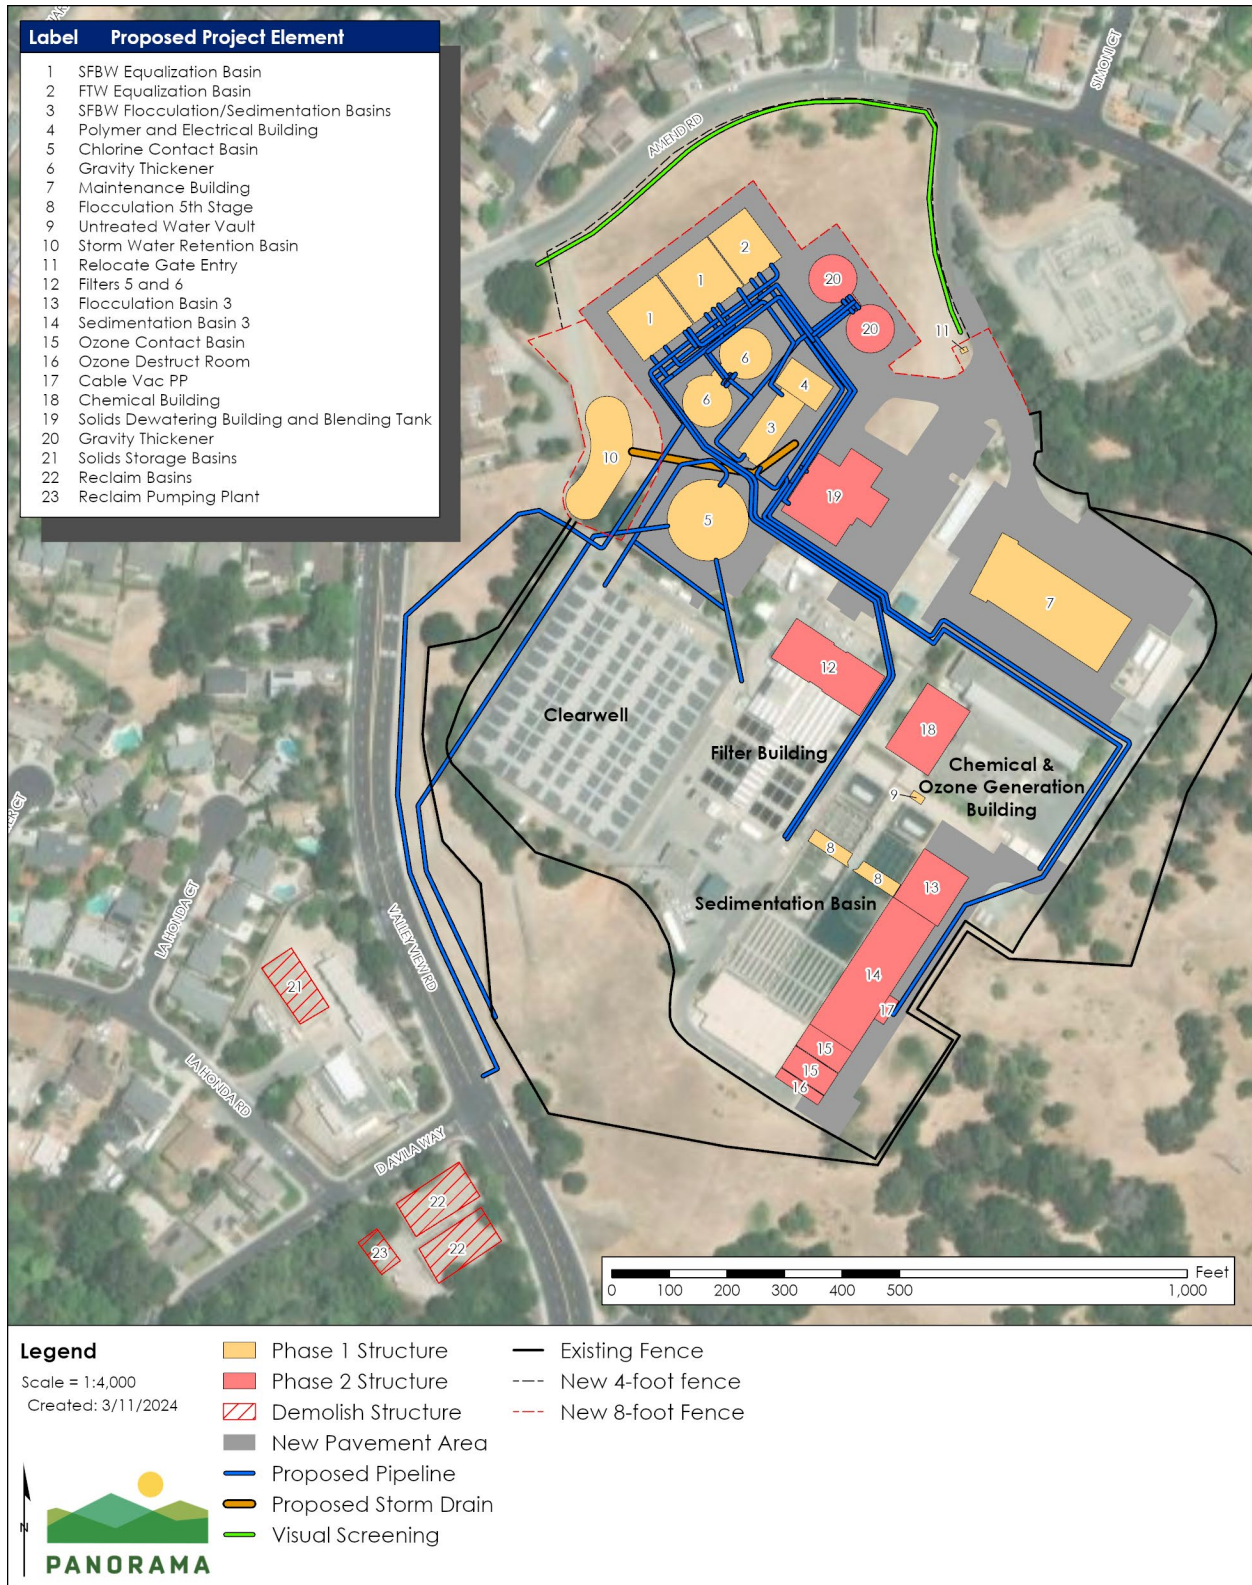 Label Proposed Project Element
1 SFBW Equalization Basin
2 FTW Equalization Basin
3 SFBW Flocculation/Sedimentation Basins
4 Polymer and Electrical Building
5 Chlorine Contact Basin
6 Gravity Thickener
7 Maintenance Building
8 Flocculation 5th Stage
9 Untreated Water Vault
10 Storm Water Retention Basin
11 Relocate Gate Entry
12 Filters 5 and 6
13 Flocculation Basin 3
14 Sedimentation Basin 3
15 Ozone Contact Basin
16 Ozone Destruct Room
17 Cable Vac PP
18 Chemical Building
19 Solids Dewatering Building and Blending Tank
20 Gravity Thickener
21 Solids Storage Basins
22 Reclaim Basins
23 Reclaim Pumping Plant
SIMONI CT
AMEND RD
2
1
1
20
20
11
6
6
4
3
10
19
5
7
12
Clearwell
18
Filter Building
Chemical &
Ozone Generation
Building
9
8
8
13
Sedimentation Basin
LA HONDA CT
VALLEY VIEW RD
14
21
17
15
15
16
LA HONDA RD
D AVILA WAY
22
22
23
Feet
0 100 200 300 400 500 1,000
Legend
Scale = 1:4,000
Created: 3/11/2024
Phase 1 Structure
Phase 2 Structure
Demolish Structure
New Pavement Area
Proposed Pipeline
Proposed Storm Drain
Visual Screening
Existing Fence
New 4-foot fence
New 8-foot Fence
N
PANORAMA